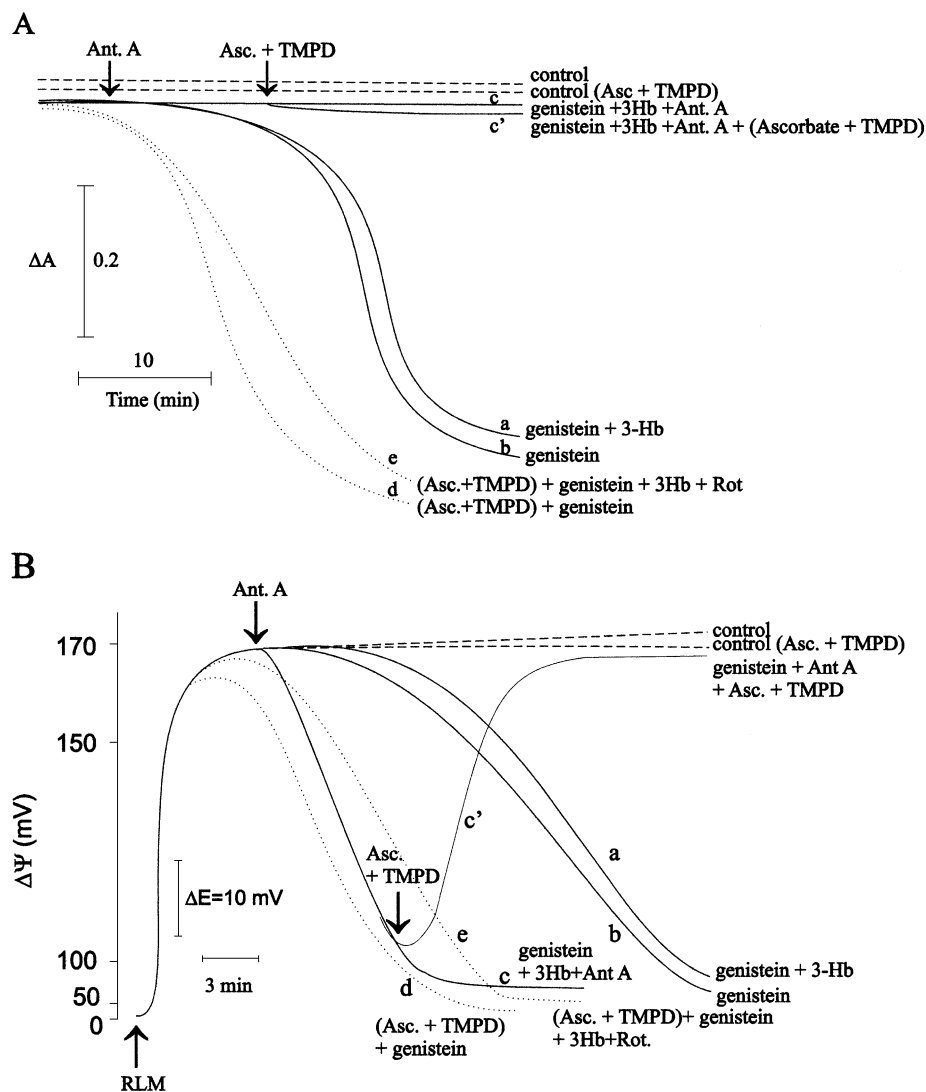 A
Ant. A
Asc. + TMPD
control
control (Asc + TMPD)
c
genistein +3Hb +Ant. A
c'
genistein +3Hb +Ant. A + (Ascorbate + TMPD)
ΔA
0.2
10
Time (min)
a
genistein + 3-Hb
b
genistein
e
(Asc.+TMPD) + genistein + 3Hb + Rot
d
(Asc.+TMPD) + genistein
B
Ant. A
170
control
control (Asc. + TMPD)
genistein + Ant A
+ Asc. + TMPD
150
ΔΨ (mV)
c'
a
Asc.
+ TMPD
ΔE=10 mV
e
b
100
3 min
genistein
+ 3Hb+Ant A
c
d
genistein + 3-Hb
genistein
50
0
(Asc. + TMPD)
+ genistein
(Asc. + TMPD)+ genistein
+ 3Hb+Rot.
RLM